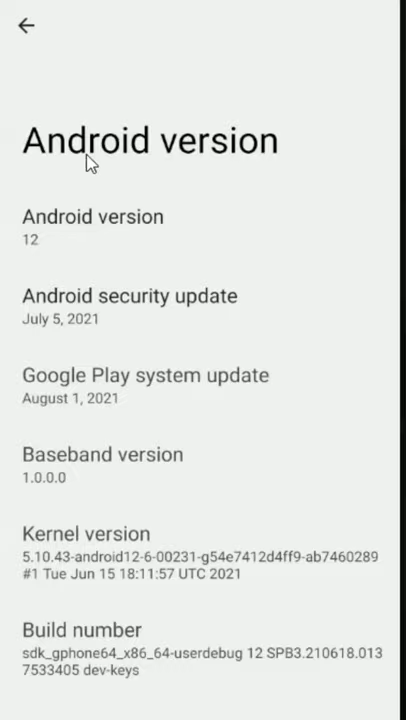 Android version
Android version
12
Android security update
July 5, 2021
Google Play system update
August 1, 2021
Baseband version
1.0.0.0
Kernel version
5.10.43-android12-6-00231-g54e7412d4ff9-ab7460289
#1 Tue Jun 15 18:11:57 UTC 2021
Build number
sdk_gphone64_x86_64-userdebug 12 SPB3.210618.013
7533405 dev-keys